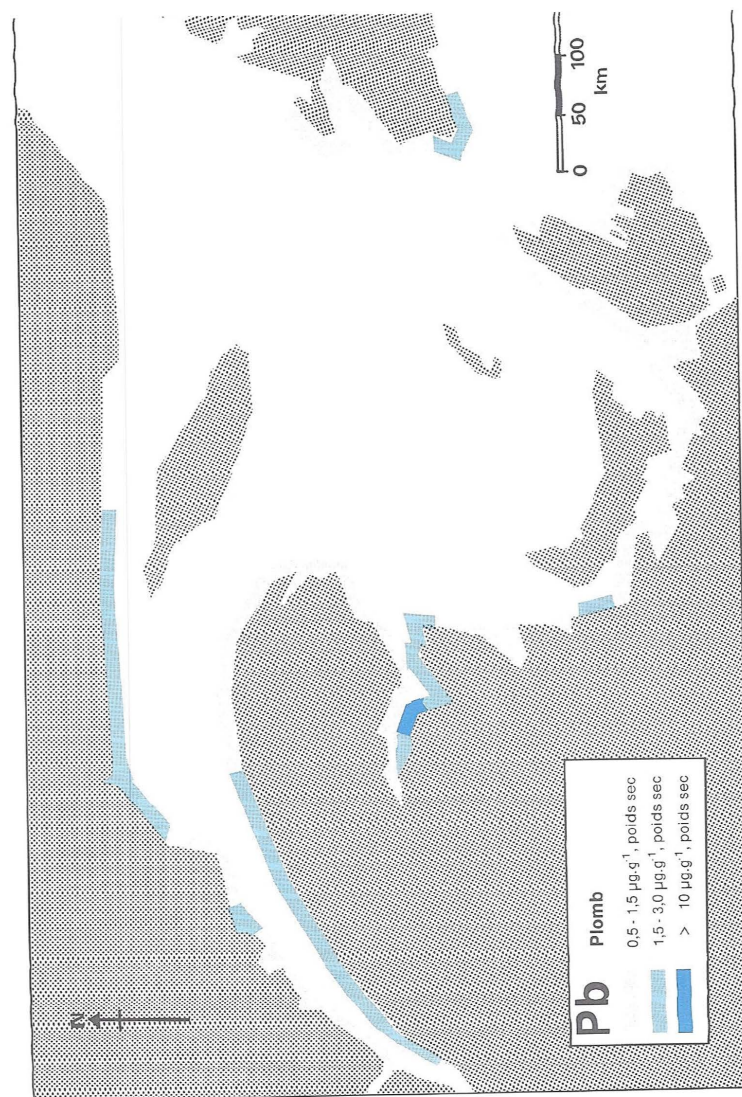 N
0 50 100
km
Pb Plomb
0,5 - 1,5 µg.g⁻¹, poids sec
1,5 - 3,0 µg.g⁻¹, poids sec
> 10 µg.g⁻¹, poids sec